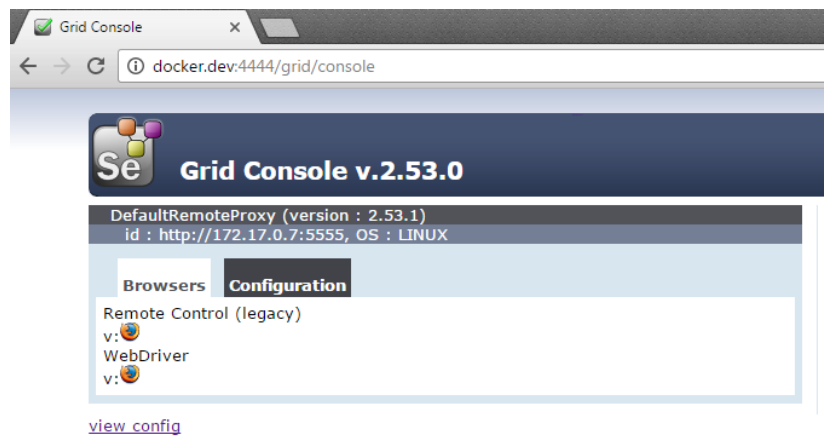 Grid Console
docker.dev:4444/grid/console
Se
Grid Console v.2.53.0
DefaultRemoteProxy (version : 2.53.1)
id : http://172.17.0.7:5555, OS : LINUX
Browsers Configuration
Remote Control (legacy)
v:
WebDriver
v:
view config